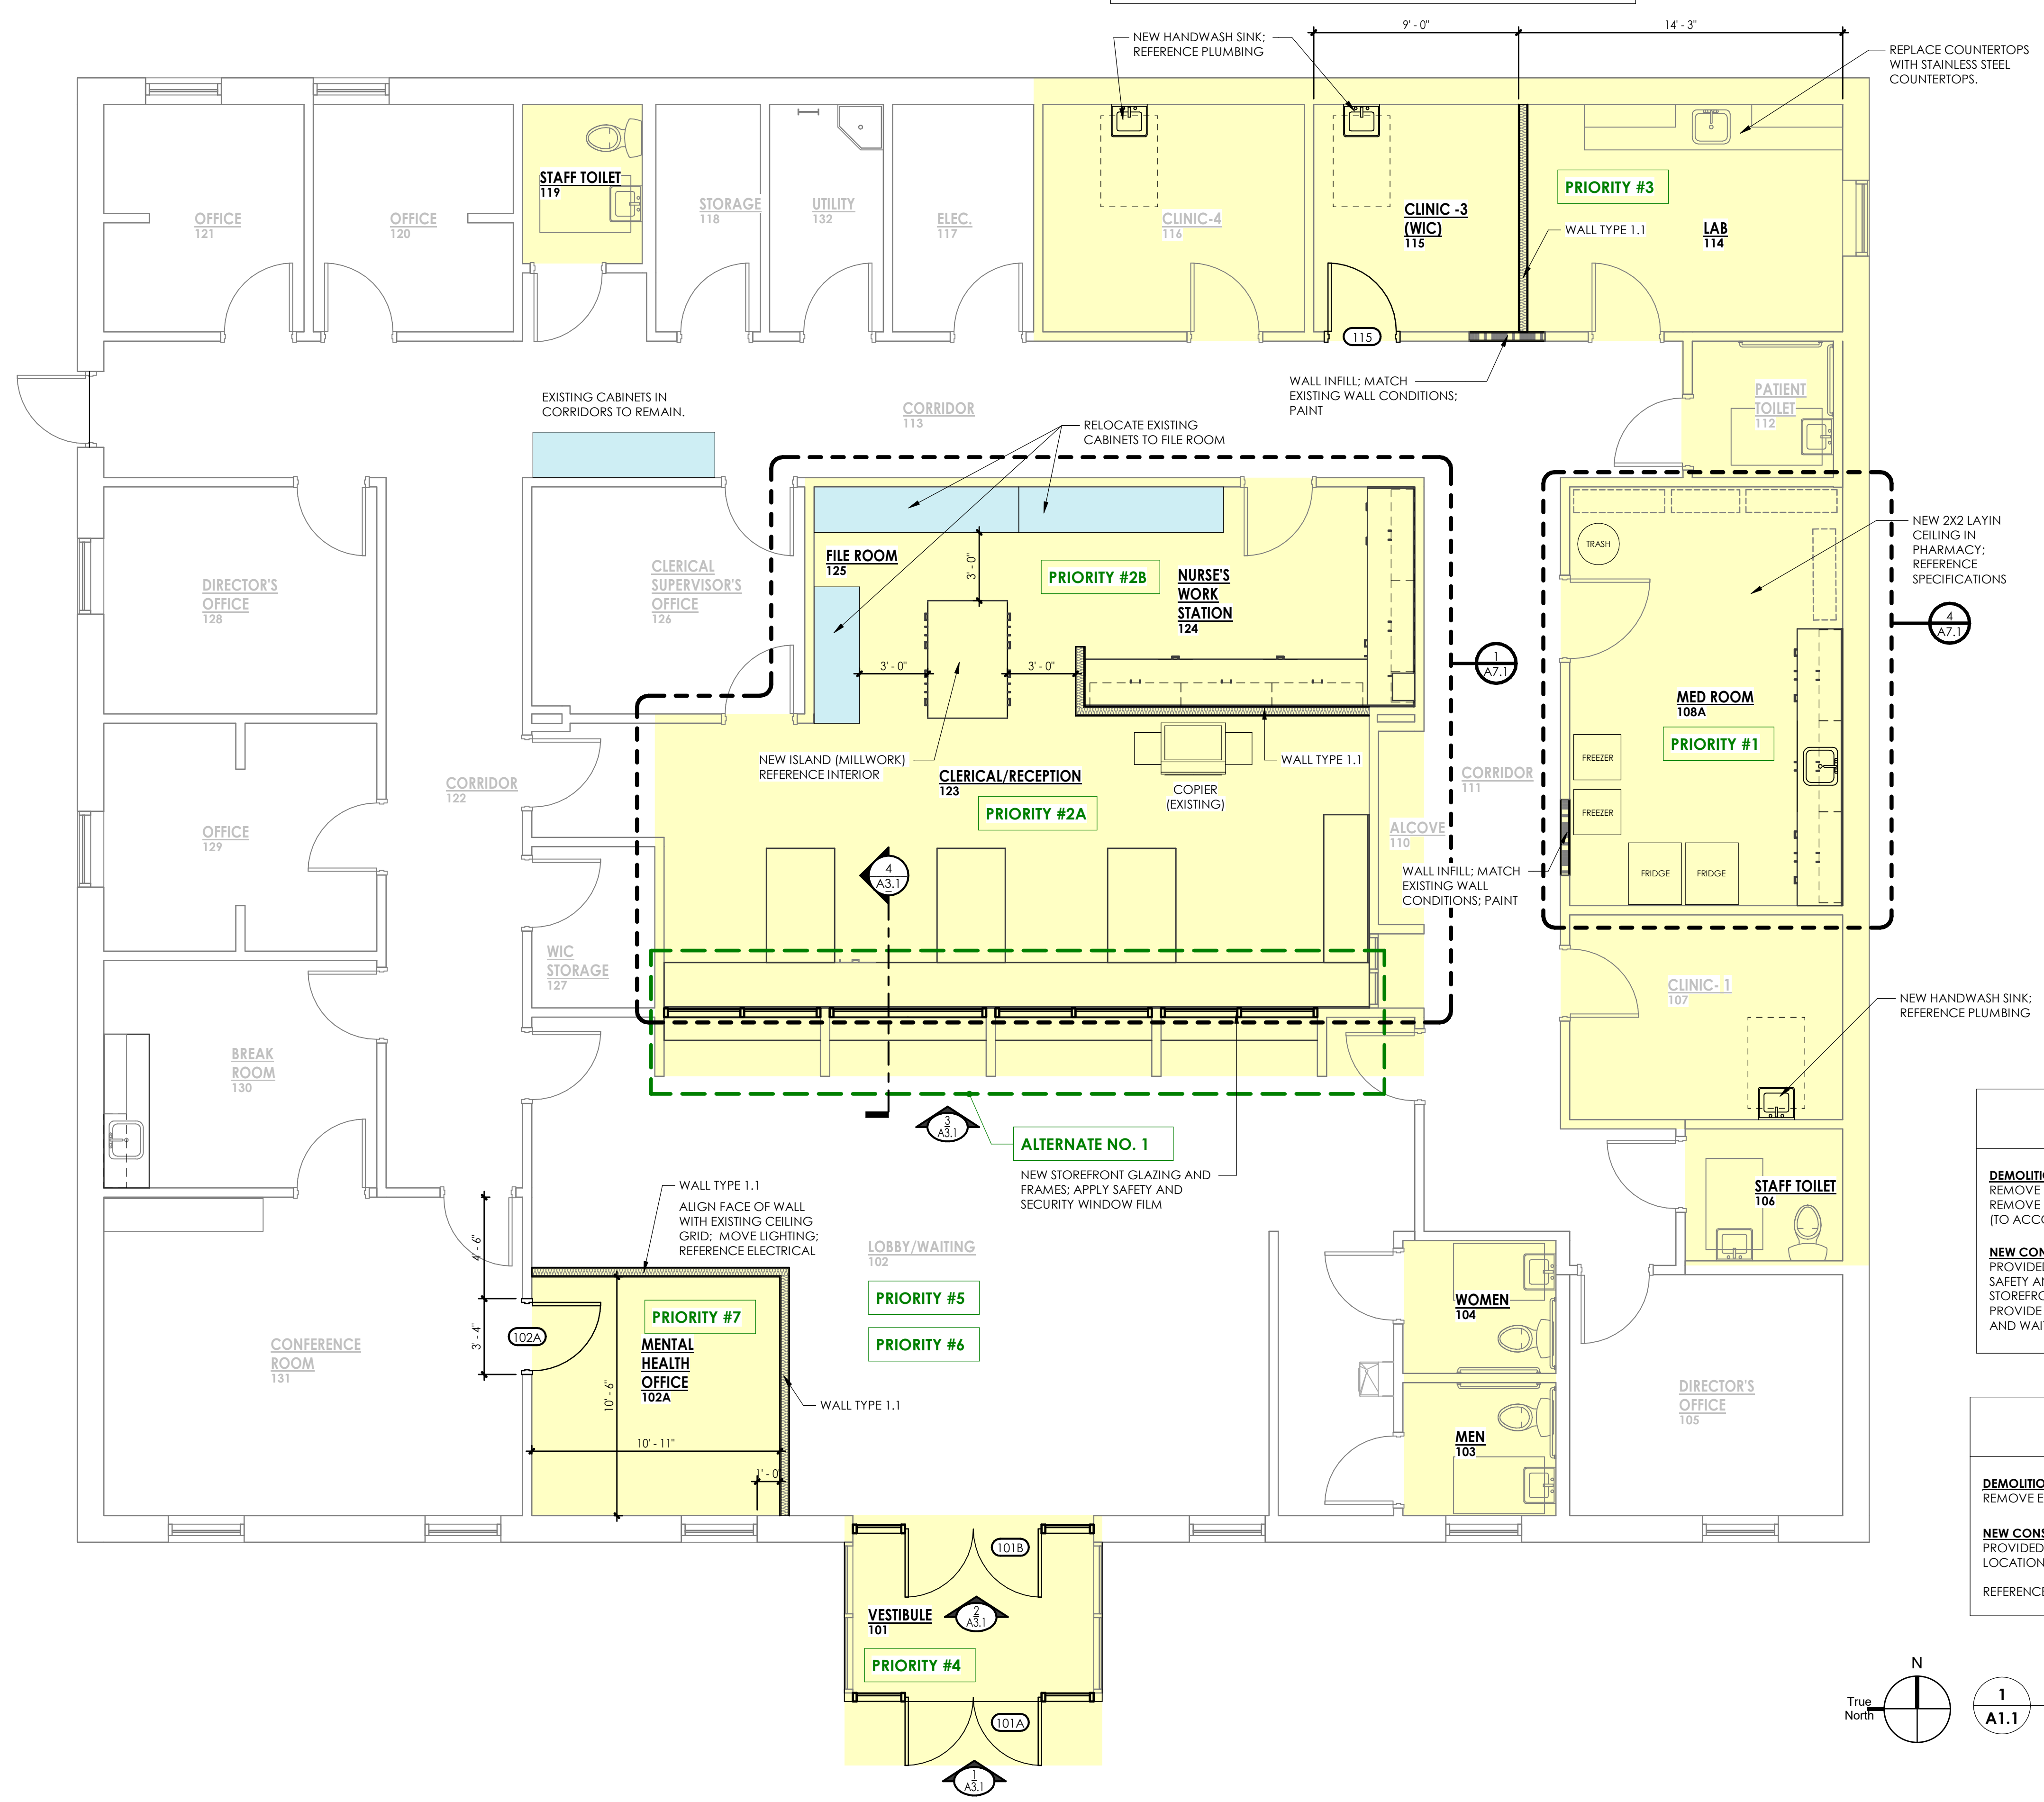 9' - 0"
14' - 3"
NEW HANDWASH SINK;
REFERENCE PLUMBING
REPLACE COUNTERTOPS
WITH STAINLESS STEEL
COUNTERTOPS.
STAFF TOILET
119
OFFICE
121
OFFICE
120
STORAGE
118
UTILITY
132
ELEC.
117
CLINIC-4
116
CLINIC -3
(WIC)
115
PRIORITY #3
WALL TYPE 1.1
LAB
114
115
WALL INFILL; MATCH
EXISTING WALL CONDITIONS;
PAINT
PATIENT
TOILET
112
EXISTING CABINETS IN
CORRIDORS TO REMAIN.
CORRIDOR
113
RELOCATE EXISTING
CABINETS TO FILE ROOM
NEW 2X2 LAYIN
CEILING IN
PHARMACY;
REFERENCE
SPECIFICATIONS
TRASH
DIRECTOR'S
OFFICE
128
CLERICAL
SUPERVISOR'S
OFFICE
126
FILE ROOM
125
3' - 0"
PRIORITY #2B
NURSE'S
WORK
STATION
124
4
A7.1
3' - 0"
3' - 0"
1
A7.1
MED ROOM
108A
PRIORITY #1
NEW ISLAND (MILLWORK)
REFERENCE INTERIOR
WALL TYPE 1.1
CLERICAL/RECEPTION
123
COPIER
(EXISTING)
PRIORITY #2A
CORRIDOR
122
CORRIDOR
111
FREEZER
FREEZER
OFFICE
129
ALCOVE
110
4
A3.1
WALL INFILL; MATCH
EXISTING WALL
CONDITIONS; PAINT
FRIDGE
FRIDGE
WIC
STORAGE
127
CLINIC- 1
107
NEW HANDWASH SINK;
REFERENCE PLUMBING
BREAK
ROOM
130
3
A3.1
ALTERNATE NO. 1
NEW STOREFRONT GLAZING AND
FRAMES; APPLY SAFETY AND
SECURITY WINDOW FILM
WALL TYPE 1.1
ALIGN FACE OF WALL
WITH EXISTING CEILING
GRID; MOVE LIGHTING;
REFERENCE ELECTRICAL
STAFF TOILET
106
REMOVE
REMOVE
SAFETY
PROVIDE
4' - 6"
LOBBY/WAITING
102
PRIORITY #5
PRIORITY #6
PRIORITY #7
MENTAL
HEALTH
OFFICE
102A
102A
3' - 4"
10' - 6"
CONFERENCE
ROOM
131
WALL TYPE 1.1
10' - 11"
1' - 0
WOMEN
104
MEN
103
DIRECTOR'S
OFFICE
105
REMOVE E
PROVIDED
LOCATION
REFERENCE
101B
VESTIBULE
101
2
A3.1
PRIORITY #4
101A
1
A3.1
N
True
North
1
A1.1